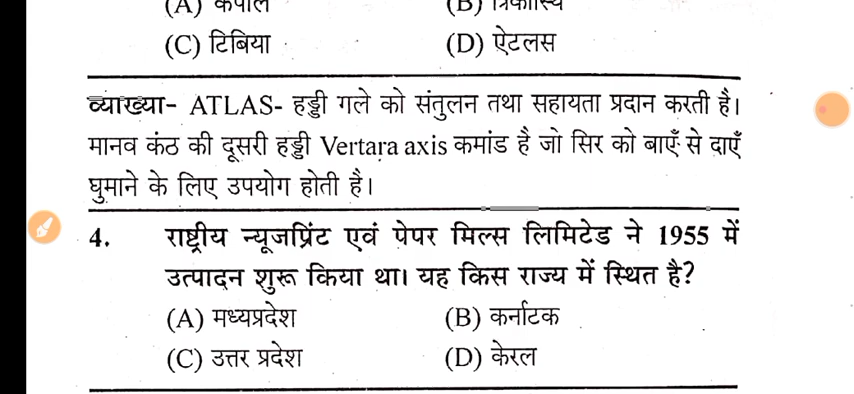 (A) कपाल (B) त्रिकास्थि
(C) टिबिया (D) ऐटलस
व्याख्या- ATLAS- हड्डी गले को संतुलन तथा सहायता प्रदान करती है।
मानव कंठ की दूसरी हड्डी Vertara axis कमांड है जो सिर को बाएँ से दाएँ
घुमाने के लिए उपयोग होती है।
4. राष्ट्रीय न्यूजप्रिंट एवं पेपर मिल्स लिमिटेड ने 1955 में
उत्पादन शुरू किया था। यह किस राज्य में स्थित है?
(A) मध्यप्रदेश (B) कर्नाटक
(C) उत्तर प्रदेश (D) केरल